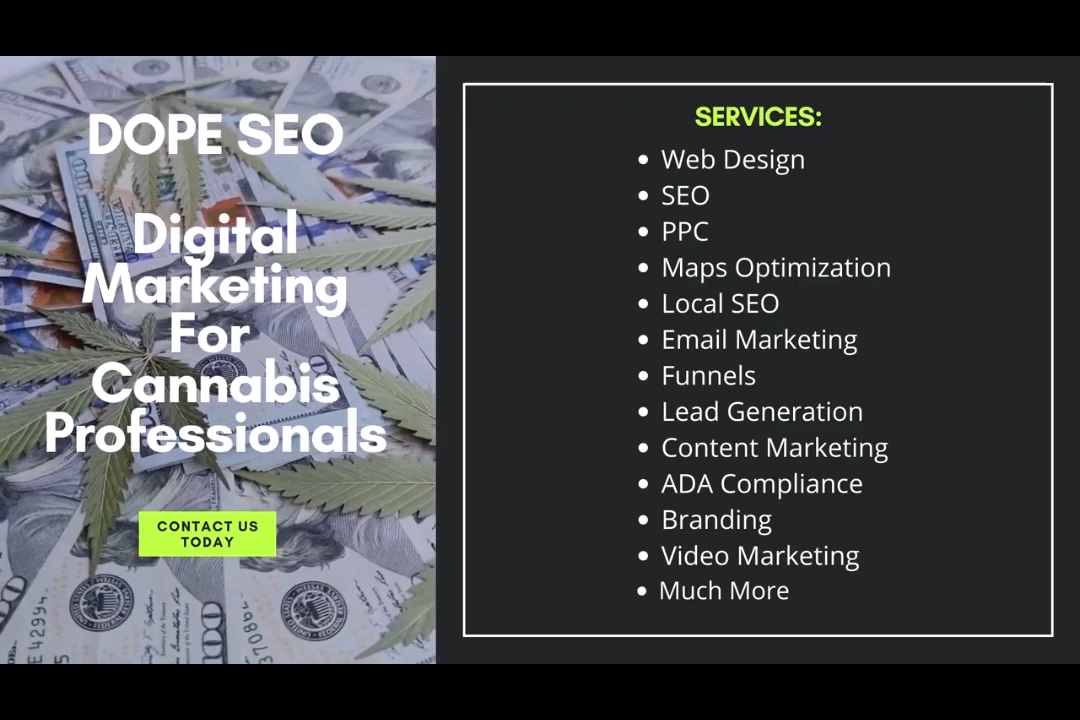 DOPE SEO
Digital
Marketing
For
Cannabis
Professionals
CONTACT US
TODAY
SERVICES:
• Web Design
• SEO
• PPC
• Maps Optimization
• Local SEO
• Email Marketing
• Funnels
• Lead Generation
• Content Marketing
• ADA Compliance
• Branding
• Video Marketing
• Much More